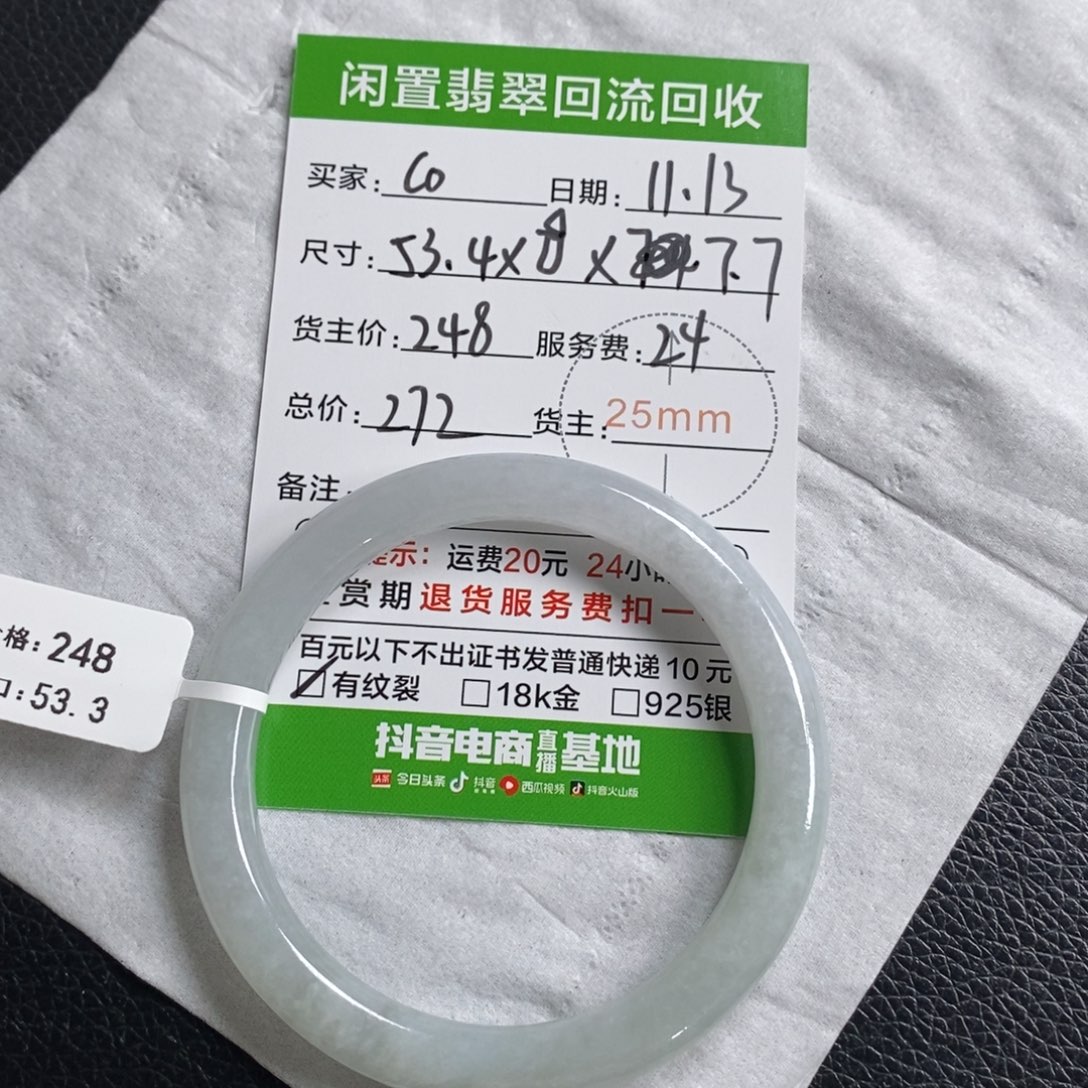 闲置翡翠回流回收
买家: Co 日期: 11.13
尺寸: 53.4x8x7.7
货主价: 248 服务费: 24
总价: 272 货主: 25mm
备注:
示: 运费20元 24小
赏期退货服务费扣一
百元以下不出证书发普通快递10元
有纹裂 18k金 925银
抖音电商直播基地
头条 今日头条 抖音 西瓜视频 抖音火山版
格: 248
: 53.3